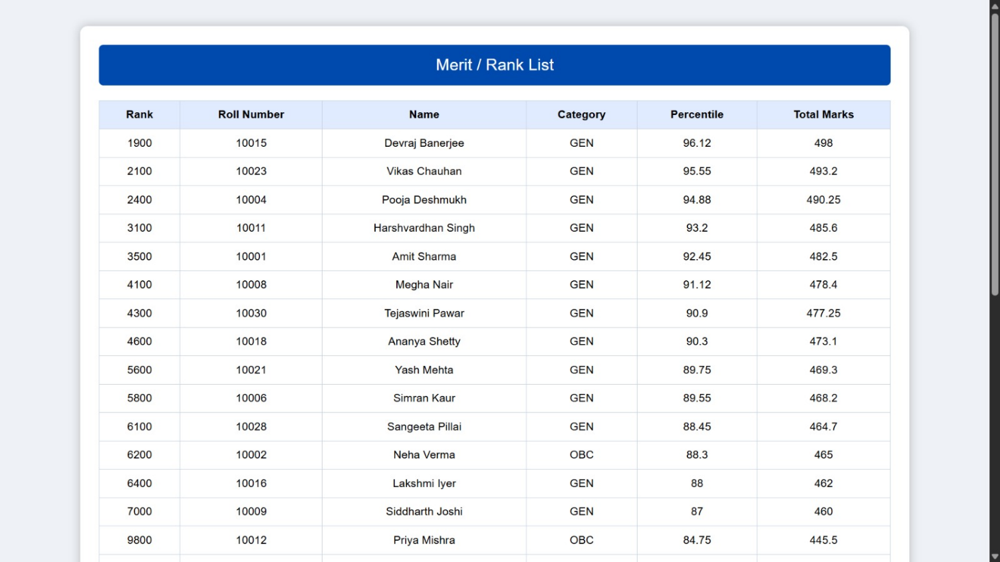 Merit / Rank List
Rank Roll Number Name Category Percentile Total Marks
1900 10015 Devraj Banerjee GEN 96.12 498
2100 10023 Vikas Chauhan GEN 95.55 493.2
2400 10004 Pooja Deshmukh GEN 94.88 490.25
3100 10011 Harshvardhan Singh GEN 93.2 485.6
3500 10001 Amit Sharma GEN 92.45 482.5
4100 10008 Megha Nair GEN 91.12 478.4
4300 10030 Tejaswini Pawar GEN 90.9 477.25
4600 10018 Ananya Shetty GEN 90.3 473.1
5600 10021 Yash Mehta GEN 89.75 469.3
5800 10006 Simran Kaur GEN 89.55 468.2
6100 10028 Sangeeta Pillai GEN 88.45 464.7
6200 10002 Neha Verma OBC 88.3 465
6400 10016 Lakshmi Iyer GEN 88 462
7000 10009 Siddharth Joshi GEN 87 460
9800 10012 Priya Mishra OBC 84.75 445.5